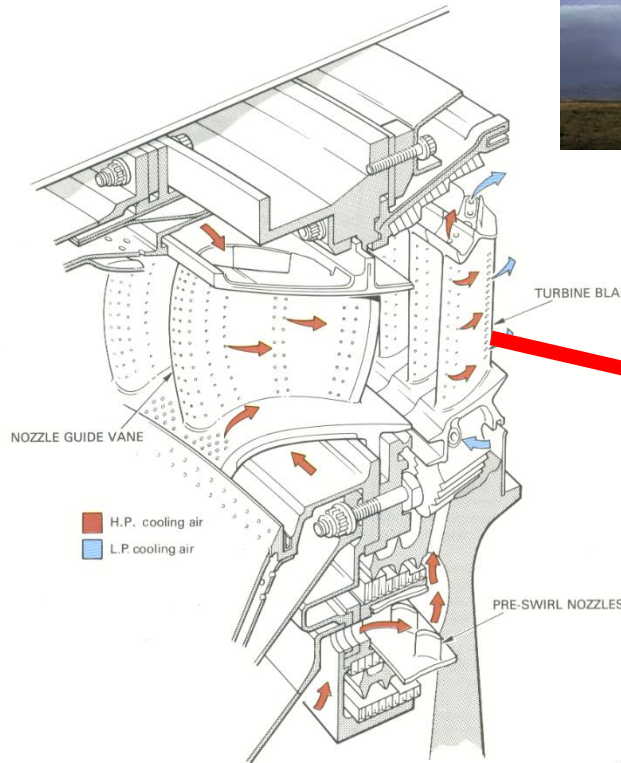 TURBINE BLA
NOZZLE GUIDE VANE
H.P. cooling air
L.P. cooling air
PRE-SWIRL NOZZLES